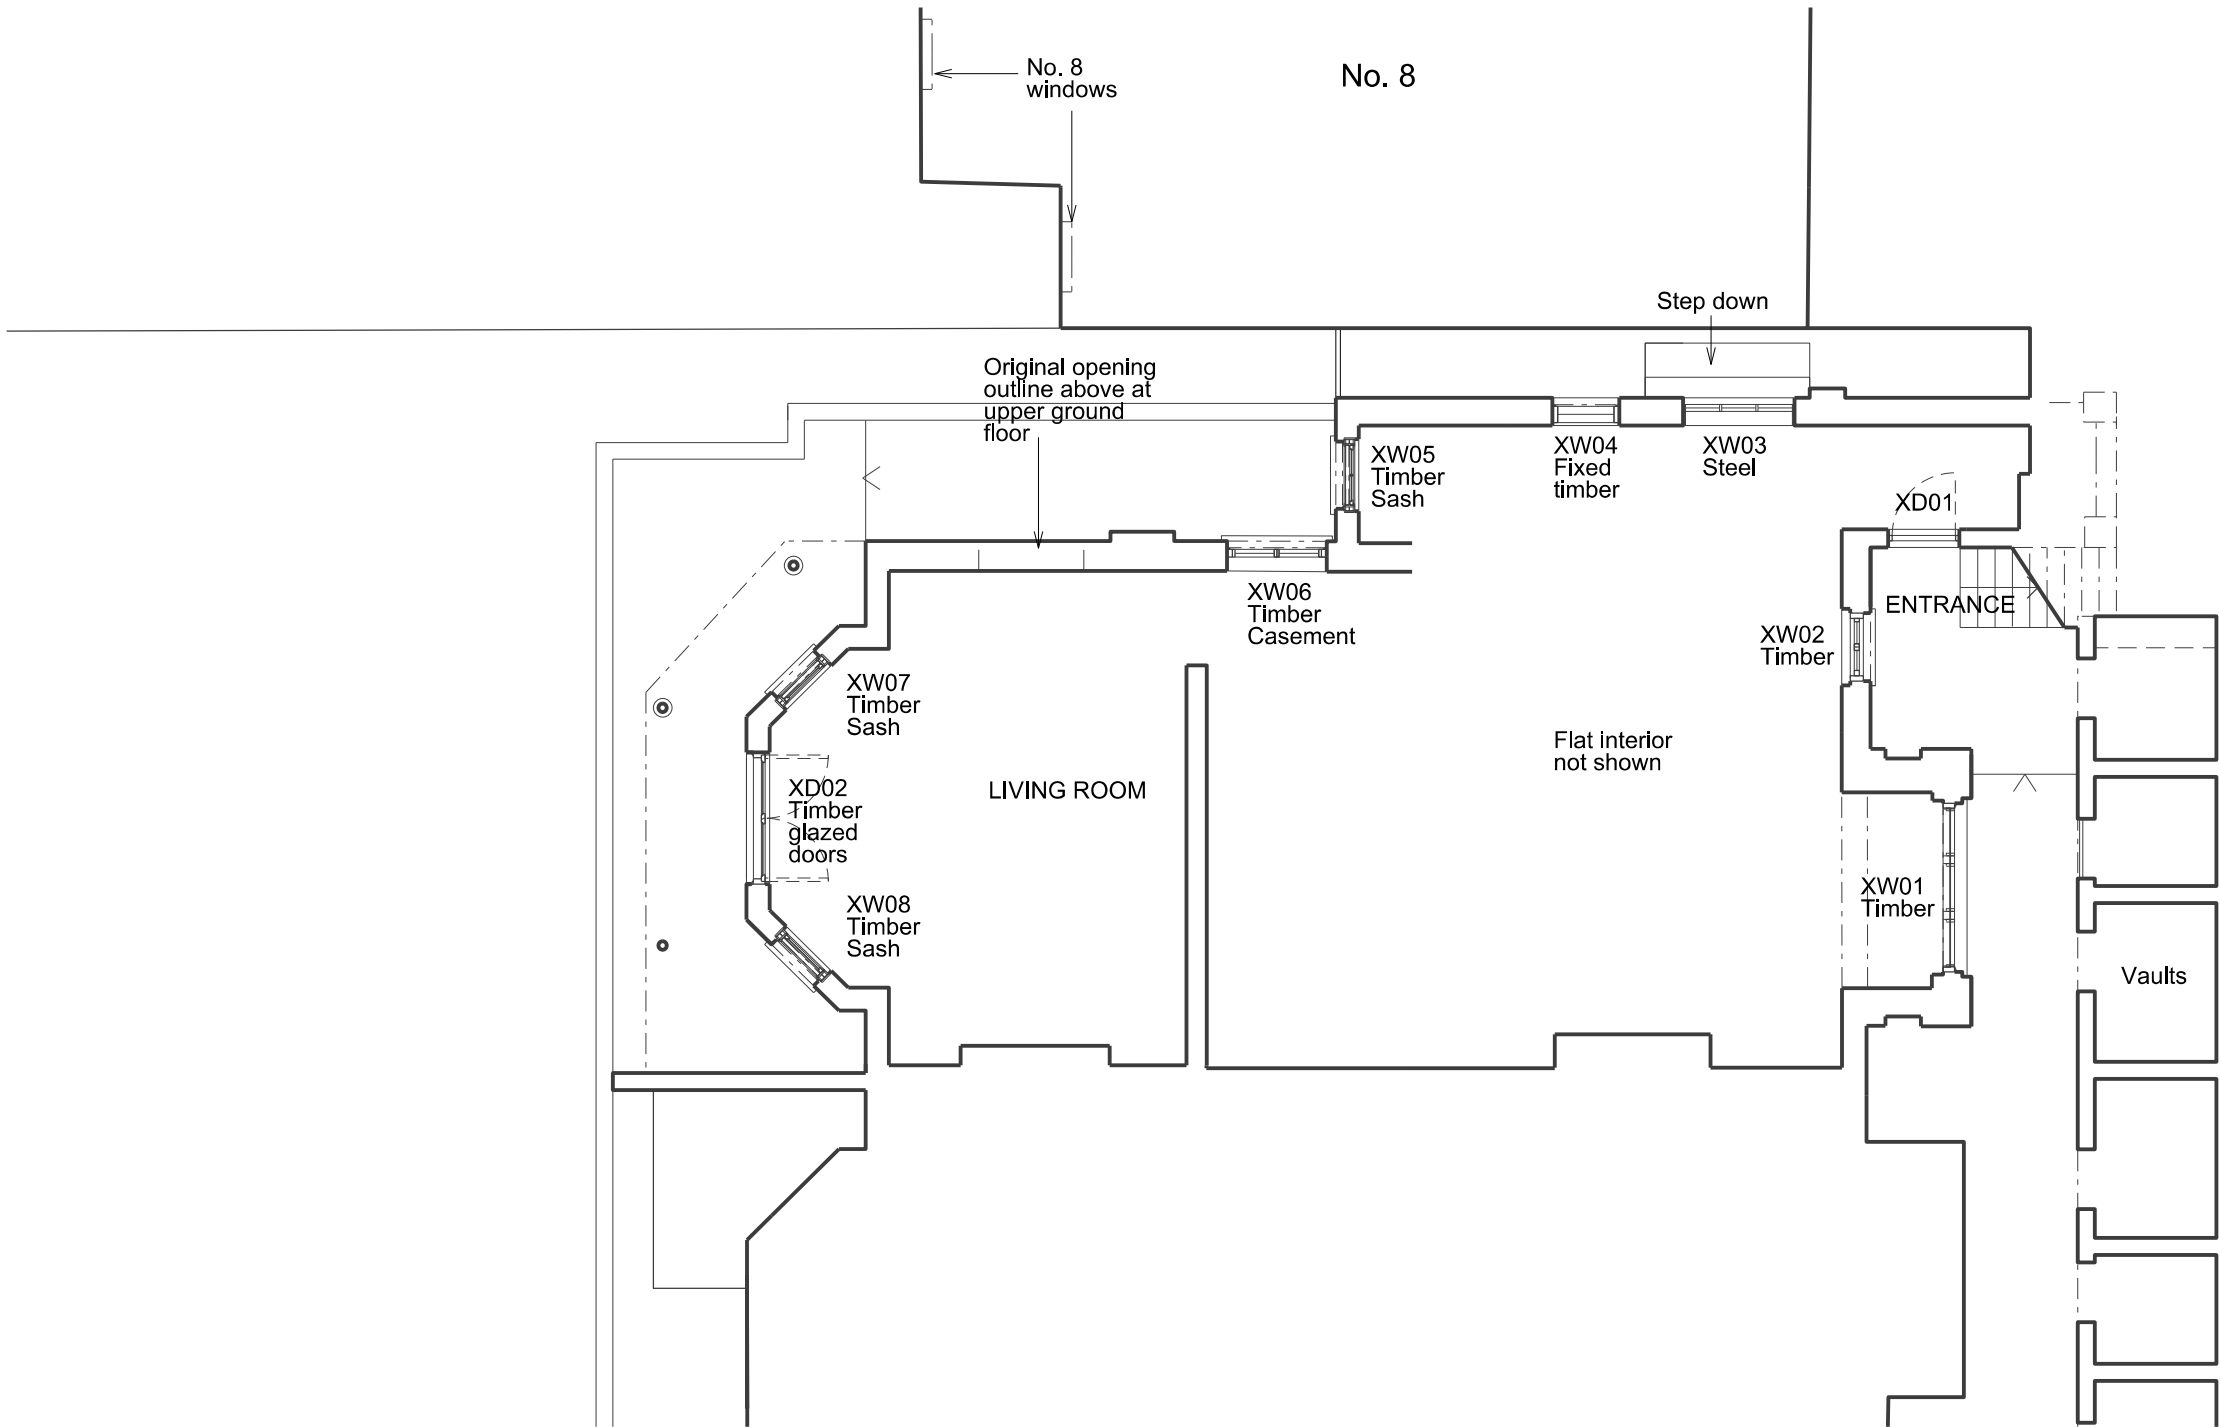 No. 8
windows
No. 8
Step down
Original opening
outline above at
upper ground
floor
XW05
Timber
Sash
XW04
Fixed
timber
XW03
Steel
XD01
ENTRANCE
XW06
Timber
Casement
XW02
Timber
XW07
Timber
Sash
Flat interior
not shown
XD02
Timber
glazed
doors
LIVING ROOM
XW08
Timber
Sash
XW01
Timber
Vaults